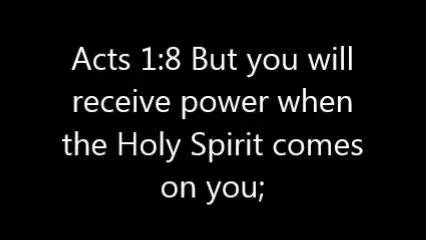 Acts 1:8 But you will
receive power when
the Holy Spirit comes
on you;